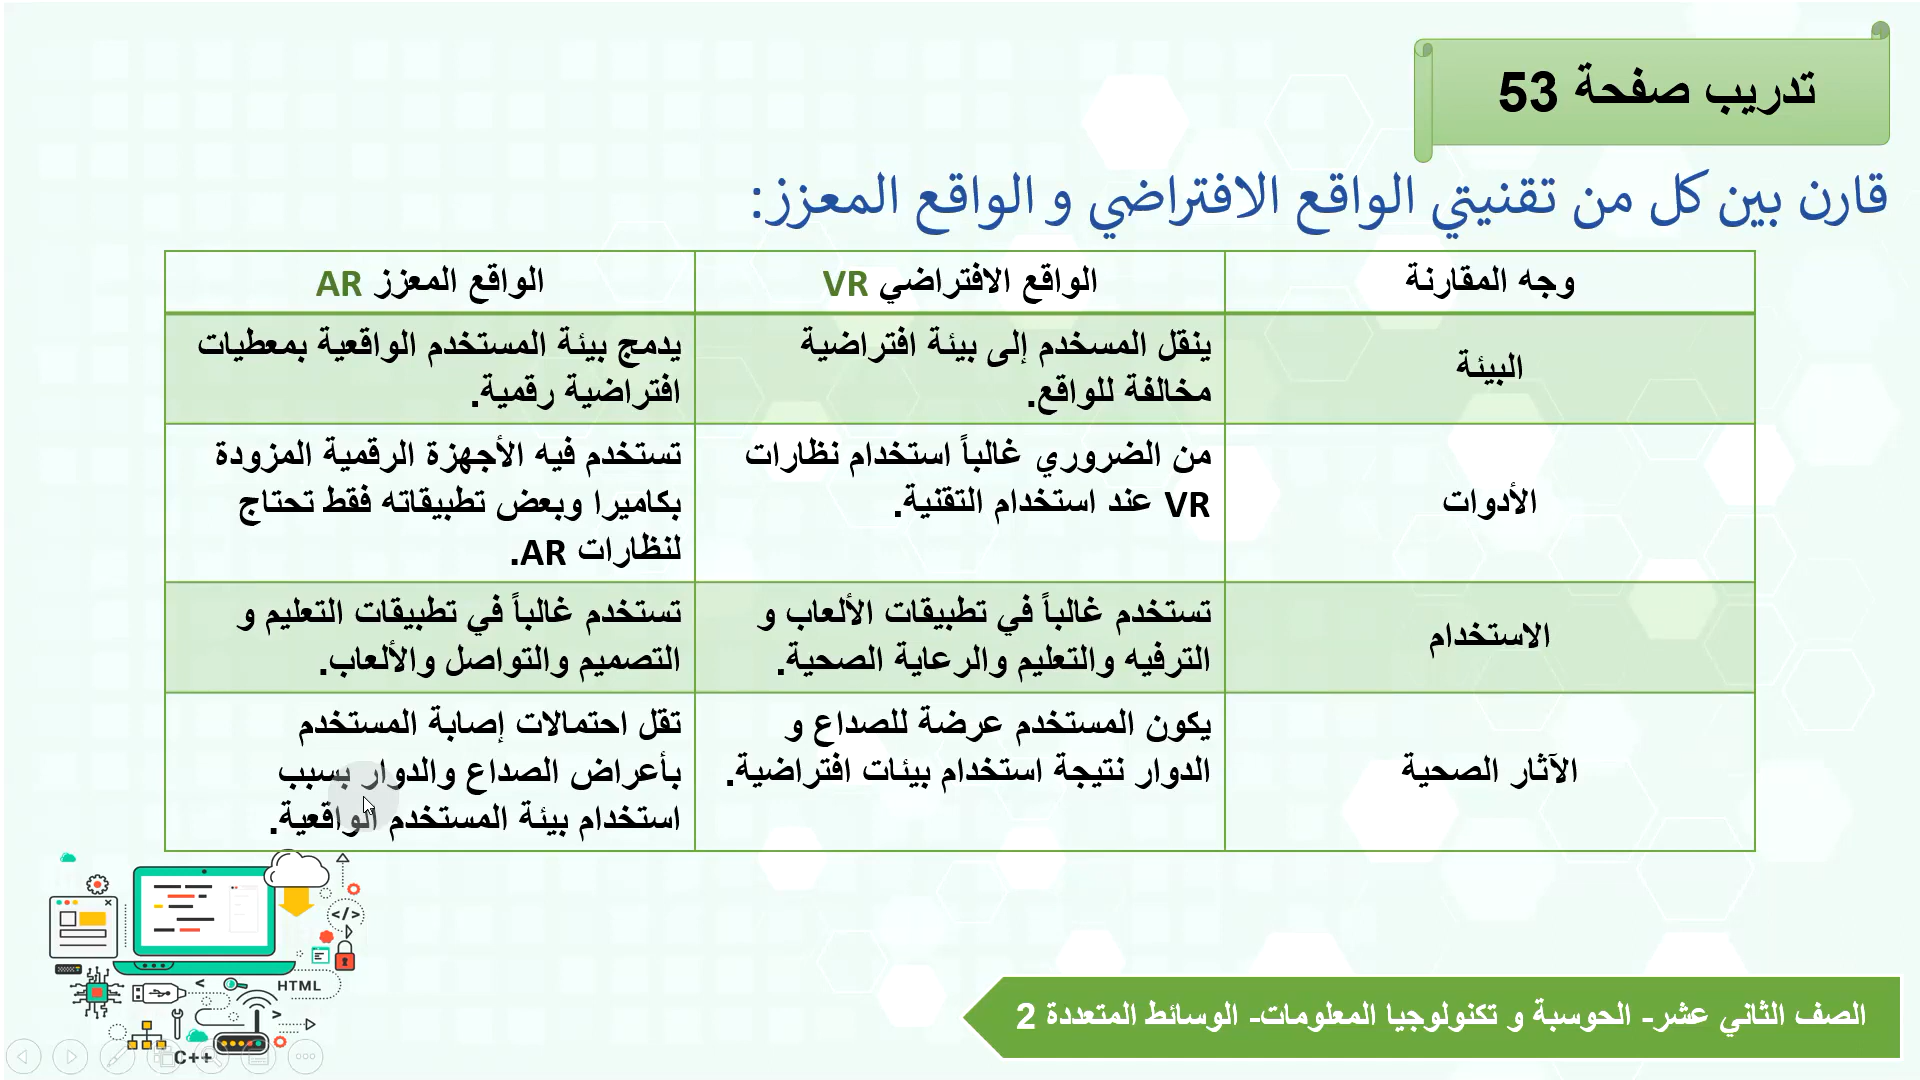 تدريب صفحة 53
قارن بين كل من تقنيتي الواقع الافتراضي و الواقع المعزز:
وجه المقارنة
الواقع الافتراضي VR
الواقع المعزز AR
البيئة
ينقل المسخدم إلى بيئة افتراضية
مخالفة للواقع.
يدمج بيئة المستخدم الواقعية بمعطيات
افتراضية رقمية.
الأدوات
من الضروري غالباً استخدام نظارات
VR عند استخدام التقنية.
تستخدم فيه الأجهزة الرقمية المزودة
بكاميرا وبعض تطبيقاته فقط تحتاج
لنظارات AR.
الاستخدام
تستخدم غالباً في تطبيقات الألعاب و
الترفيه والتعليم والرعاية الصحية.
تستخدم غالباً في تطبيقات التعليم و
التصميم والتواصل والألعاب.
الآثار الصحية
يكون المستخدم عرضة للصداع و
الدوار نتيجة استخدام بيئات افتراضية.
تقل احتمالات إصابة المستخدم
بأعراض الصداع والدوار بسبب
استخدام بيئة المستخدم الواقعية.
</>
HTML
C++
الصف الثاني عشر- الحوسبة و تكنولوجيا المعلومات- الوسائط المتعددة 2